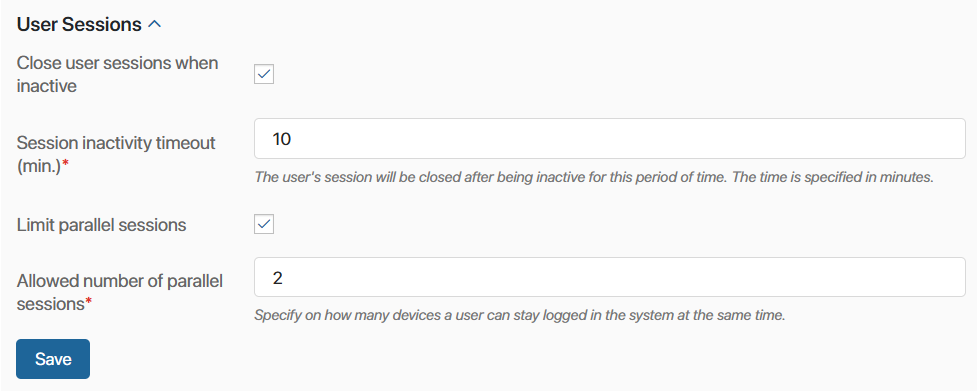 User Sessions
Close user sessions when
inactive
Session inactivity timeout
(min.)*
10
The user's session will be closed after being inactive for this period of time. The time is specified in minutes.
Limit parallel sessions
Allowed number of parallel
sessions*
2
Specify on how many devices a user can stay logged in the system at the same time.
Save